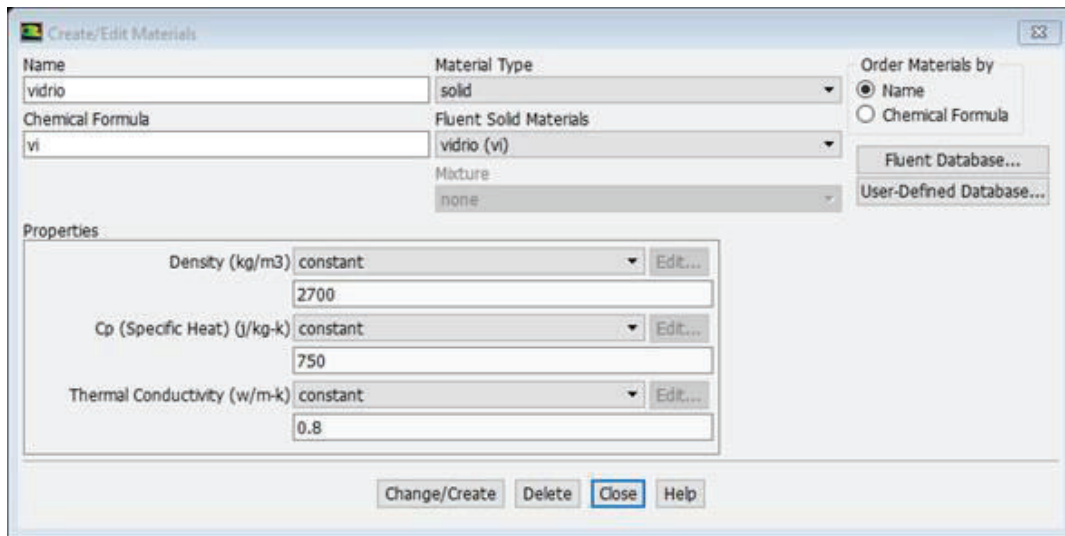 Create/Edit Materials
Name
vidrio
Chemical Formula
vi
Material Type
solid
Fluent Solid Materials
vidrio (vi)
Mixture
none
Order Materials by
Name
Chemical Formula
Fluent Database...
User-Defined Database...
Properties
Density (kg/m3) constant Edit...
2700
Cp (Specific Heat) (j/kg-k) constant Edit...
750
Thermal Conductivity (w/m-k) constant Edit...
0.8
Change/Create Delete Close Help